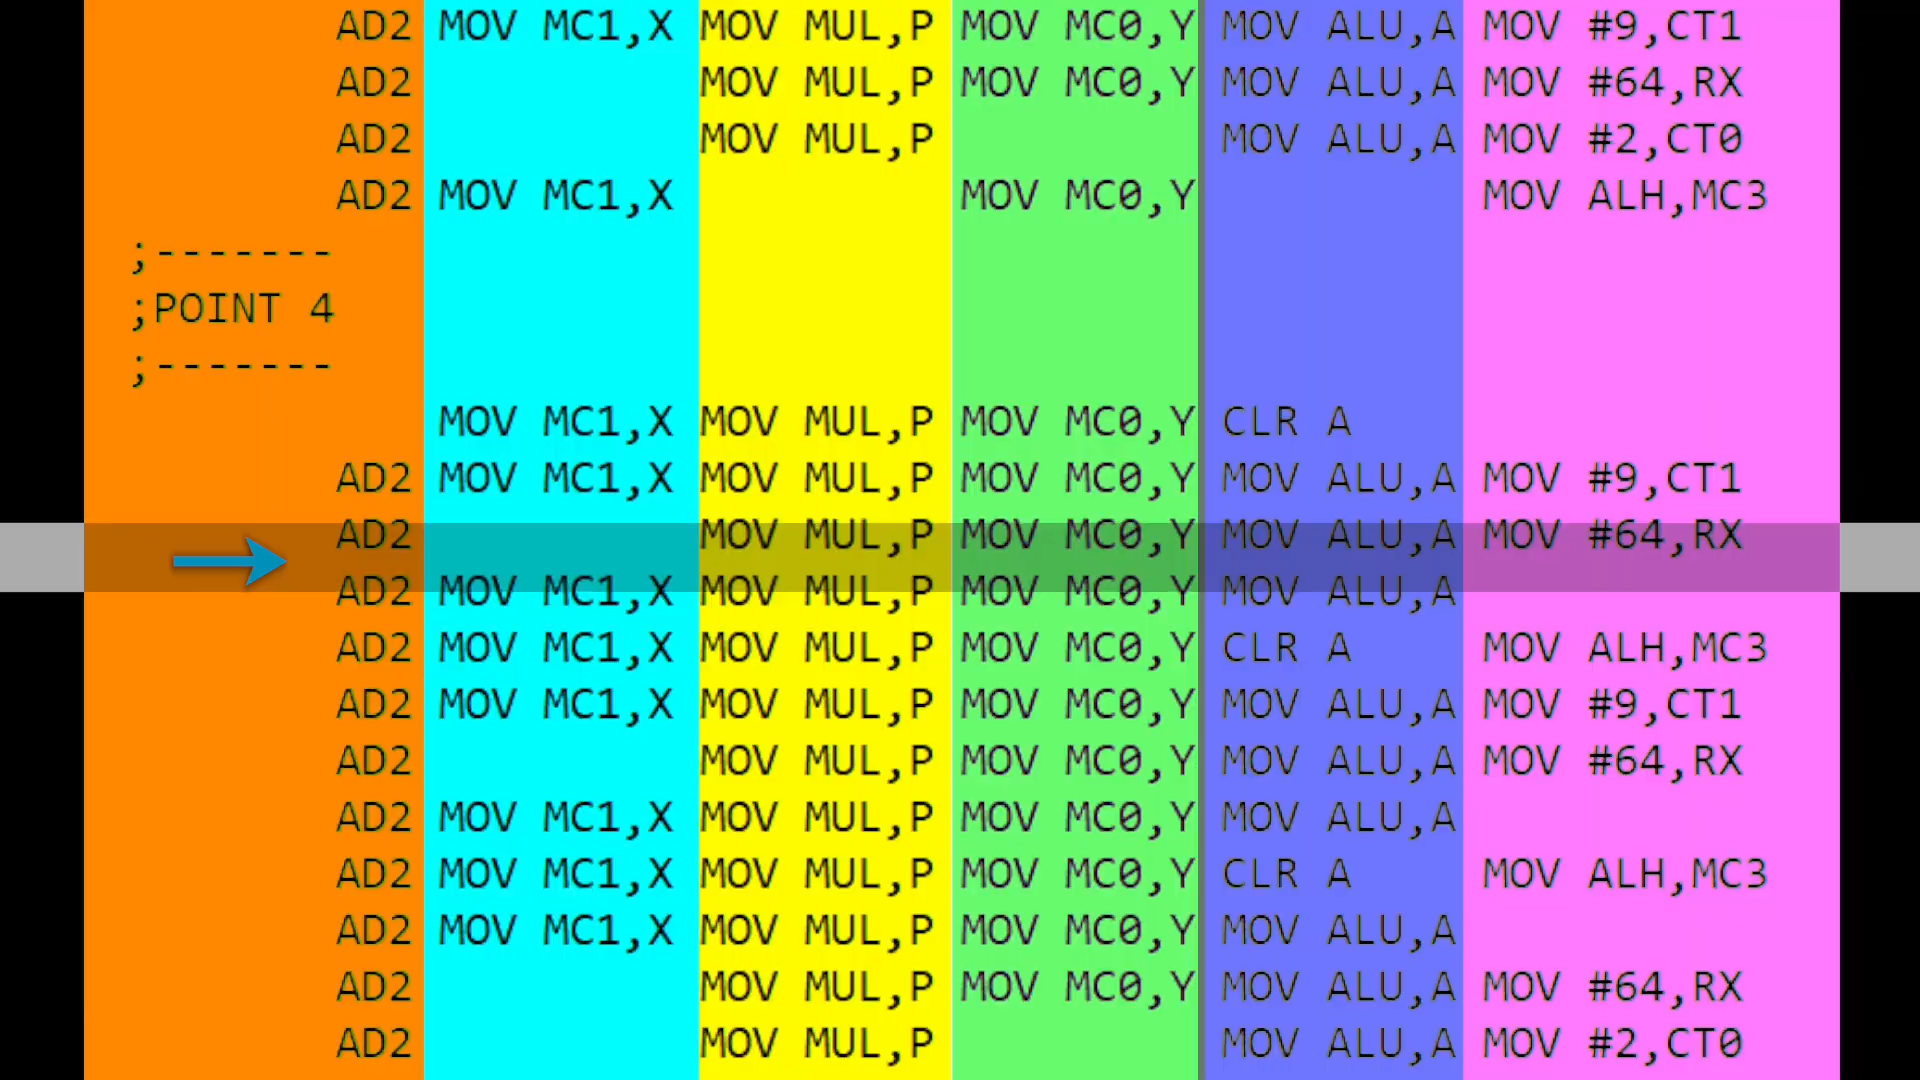 AD2 MOV MC1,X MOV MUL,P MOV MC0,Y MOV ALU,A MOV #9,CT1
AD2 MOV MUL,P MOV MC0,Y MOV ALU,A MOV #64,RX
AD2 MOV MUL,P MOV ALU,A MOV #2,CT0
AD2 MOV MC1,X MOV MC0,Y MOV ALH,MC3
;-------
;POINT 4
;-------
MOV MC1,X MOV MUL,P MOV MC0,Y CLR A
AD2 MOV MC1,X MOV MUL,P MOV MC0,Y MOV ALU,A MOV #9,CT1
AD2 MOV MUL,P MOV MC0,Y MOV ALU,A MOV #64,RX
AD2 MOV MC1,X MOV MUL,P MOV MC0,Y MOV ALU,A
AD2 MOV MC1,X MOV MUL,P MOV MC0,Y CLR A MOV ALH,MC3
AD2 MOV MC1,X MOV MUL,P MOV MC0,Y MOV ALU,A MOV #9,CT1
AD2 MOV MUL,P MOV MC0,Y MOV ALU,A MOV #64,RX
AD2 MOV MC1,X MOV MUL,P MOV MC0,Y MOV ALU,A
AD2 MOV MC1,X MOV MUL,P MOV MC0,Y CLR A MOV ALH,MC3
AD2 MOV MC1,X MOV MUL,P MOV MC0,Y MOV ALU,A
AD2 MOV MUL,P MOV MC0,Y MOV ALU,A MOV #64,RX
AD2 MOV MUL,P MOV ALU,A MOV #2,CT0